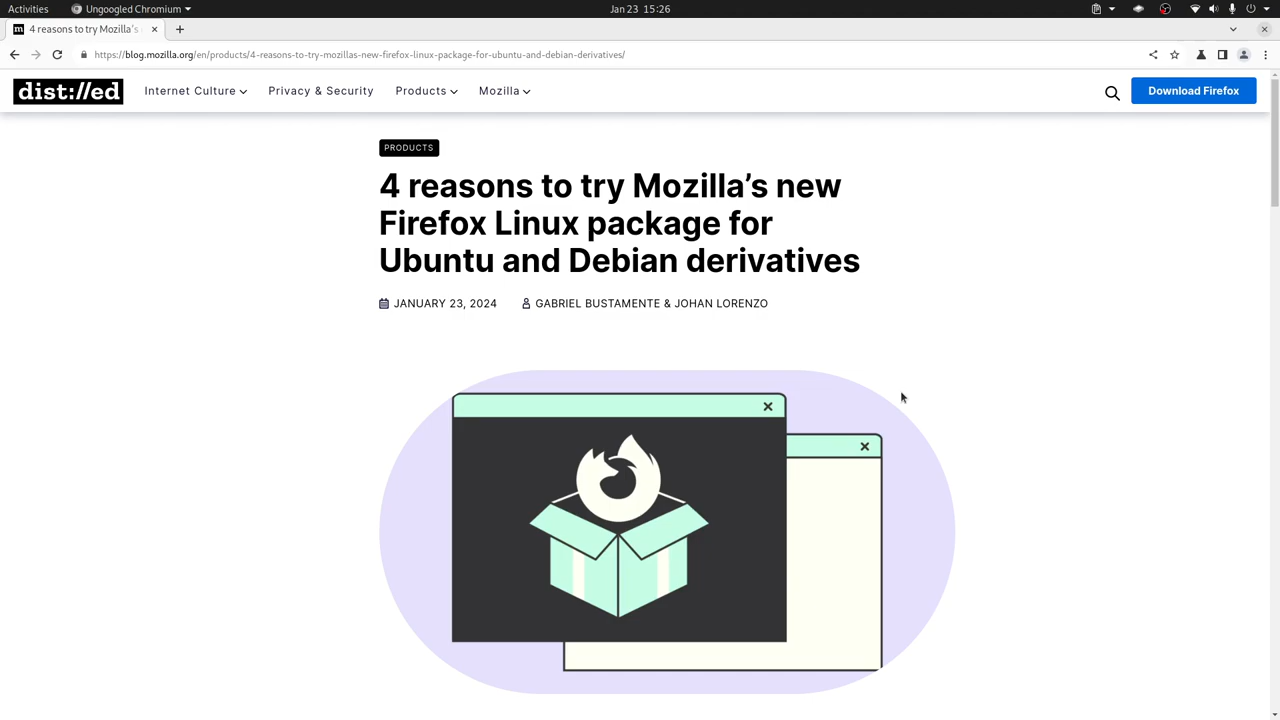 Activities
Ungoogled Chromium
Jan 23 15:26
4 reasons to try Mozilla's
https://blog.mozilla.org/en/products/4-reasons-to-try-mozillas-new-firefox-linux-package-for-ubuntu-and-debian-derivatives/
dist://ed
Internet Culture
Privacy & Security
Products
Mozilla
Download Firefox
PRODUCTS
4 reasons to try Mozilla’s new
Firefox Linux package for
Ubuntu and Debian derivatives
JANUARY 23, 2024
GABRIEL BUSTAMENTE & JOHAN LORENZO